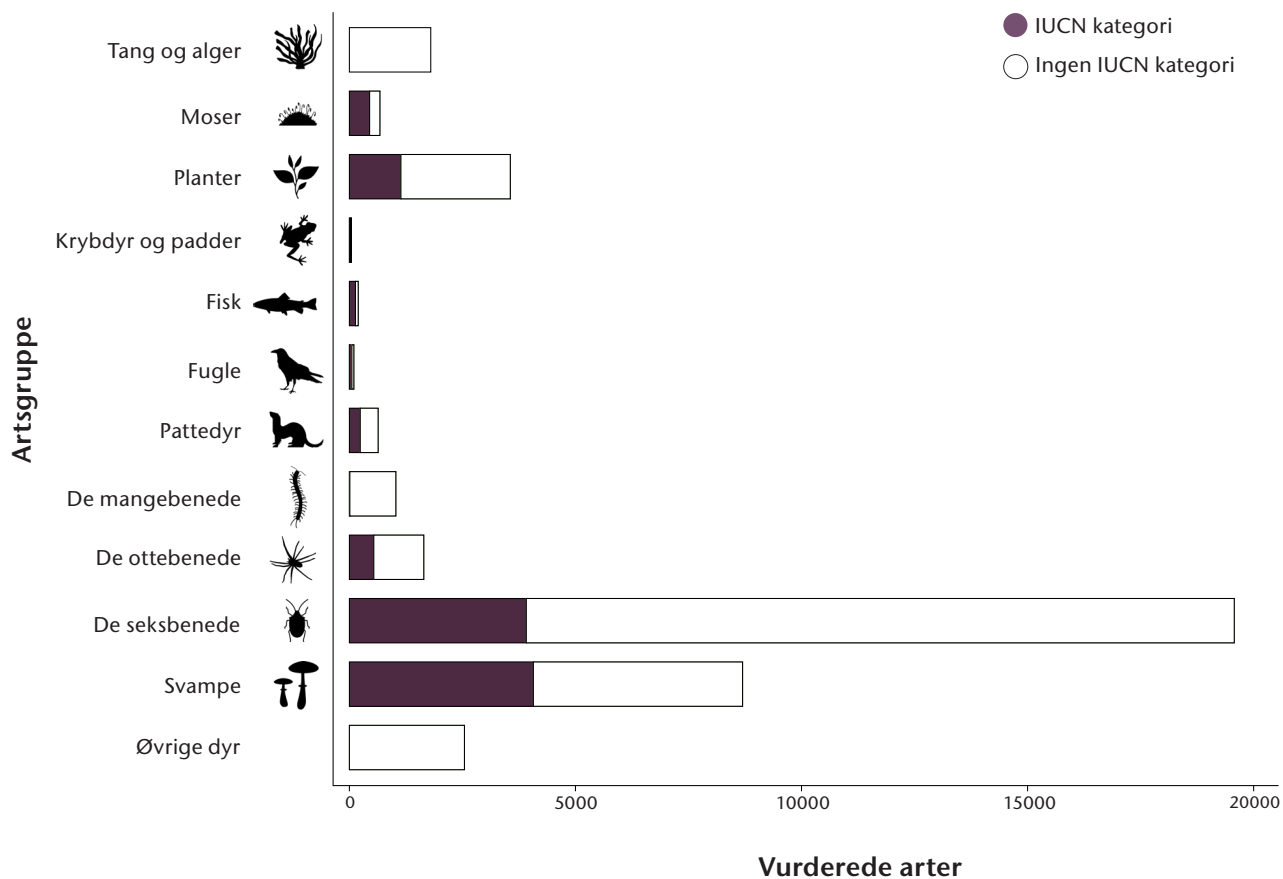 IUCN kategori
Ingen IUCN kategori
Artsgruppe
Tang og alger
Moser
Planter
Krybdyr og padder
Fisk
Fugle
Pattedyr
De mangebenede
De ottebenede
De seksbenede
Svampe
Øvrige dyr
0 5000 10000 15000 20000
Vurderede arter